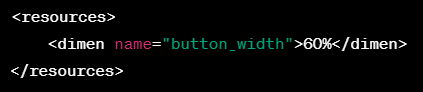 <resources>
    <dimen name="button_width">60%</dimen>
</resources>